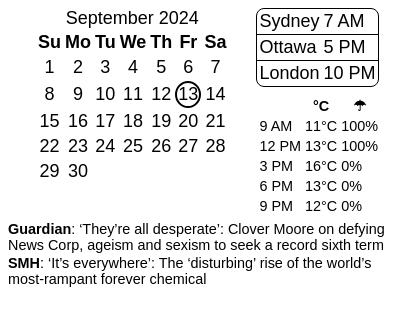 September 2024
Su Mo Tu We Th Fr Sa
1 2 3 4 5 6 7
8 9 10 11 12 13 14
15 16 17 18 19 20 21
22 23 24 25 26 27 28
29 30
Sydney 7 AM
Ottawa 5 PM
London 10 PM
°C ☂
9 AM 11°C 100%
12 PM 13°C 100%
3 PM 16°C 0%
6 PM 13°C 0%
9 PM 12°C 0%
Guardian: ‘They’re all desperate’: Clover Moore on defying
News Corp, ageism and sexism to seek a record sixth term
SMH: ‘It’s everywhere’: The ‘disturbing’ rise of the world’s
most-rampant forever chemical